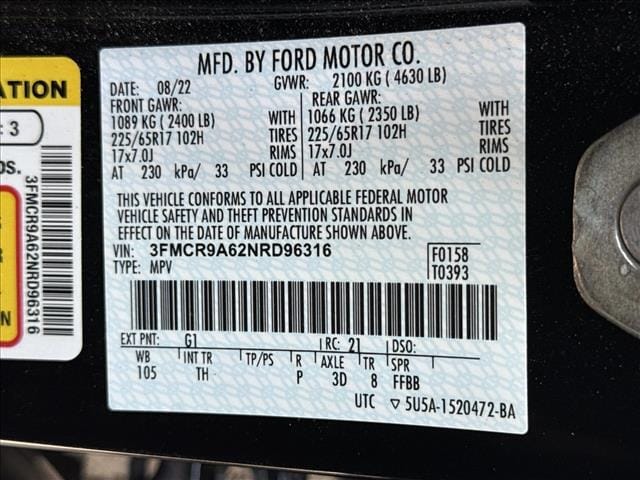 MFD. BY FORD MOTOR CO.
DATE: 08/22 GVWR: 2100 KG ( 4630 LB)
FRONT GAWR: REAR GAWR:
1089 KG ( 2400 LB) WITH 1066 KG ( 2350 LB) WITH
225/65R17 102H TIRES 225/65R17 102H TIRES
17x7.0J RIMS 17x7.0J RIMS
AT 230 kPa/ 33 PSI COLD AT 230 kPa/ 33 PSI COLD
THIS VEHICLE CONFORMS TO ALL APPLICABLE FEDERAL MOTOR
VEHICLE SAFETY AND THEFT PREVENTION STANDARDS IN
EFFECT ON THE DATE OF MANUFACTURE SHOWN ABOVE.
VIN: 3FMCR9A62NRD96316 F0158
TYPE: MPV T0393
EXT PNT: G1 RC: 21 DSO:
WB INT TR TP/PS R AXLE TR SPR
105 TH P 3D 8 FFBB
UTC ▽ 5U5A-1520472-BA
ATION
: 3
3FMCR9A62NRD96316